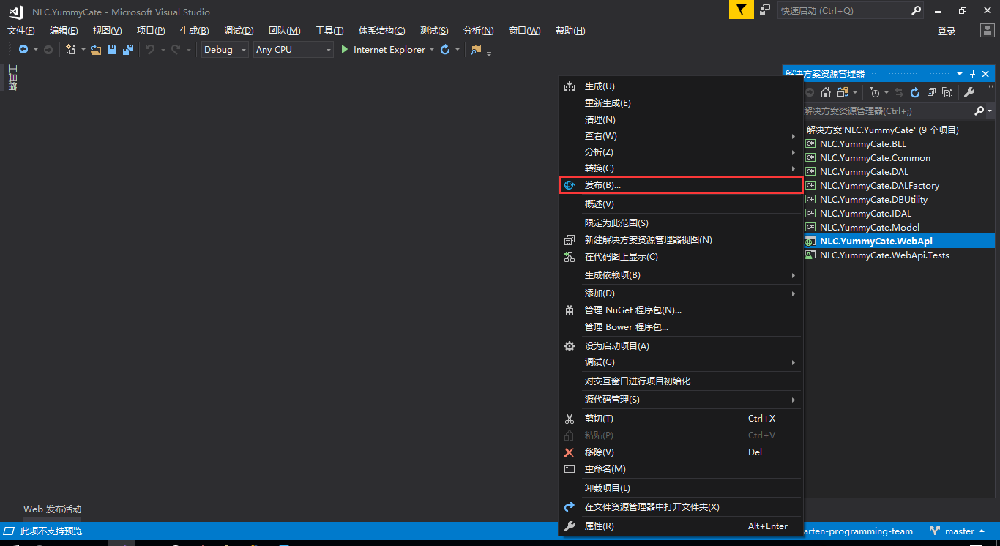 NLC.YummyCate - Microsoft Visual Studio
快速启动 (Ctrl+Q)
文件(F) 编辑(E) 视图(V) 项目(P) 生成(B) 调试(D) 团队(M) 工具(T) 体系结构(C) 测试(S) 分析(N) 窗口(W) 帮助(H)
登录
Debug Any CPU Internet Explorer
工具箱
解决方案资源管理器
解决方案资源管理器(Ctrl+;)
解决方案'NLC.YummyCate' (9 个项目)
C# NLC.YummyCate.BLL
C# NLC.YummyCate.Common
C# NLC.YummyCate.DAL
C# NLC.YummyCate.DALFactory
C# NLC.YummyCate.DBUtility
C# NLC.YummyCate.IDAL
C# NLC.YummyCate.Model
NLC.YummyCate.WebApi
NLC.YummyCate.WebApi.Tests
生成(U)
重新生成(E)
清理(N)
查看(W)
分析(Z)
转换(C)
发布(B)...
概述(V)
限定为此范围(S)
新建解决方案资源管理器视图(N)
在代码图上显示(C)
生成依赖项(B)
添加(D)
管理 NuGet 程序包(N)...
管理 Bower 程序包...
设为启动项目(A)
调试(G)
对交互窗口进行项目初始化
源代码管理(S)
剪切(T) Ctrl+X
粘贴(P) Ctrl+V
移除(V) Del
重命名(M)
卸载项目(L)
在文件资源管理器中打开文件夹(X)
属性(R) Alt+Enter
Web 发布活动
此项不支持预览
arten-programming-team master